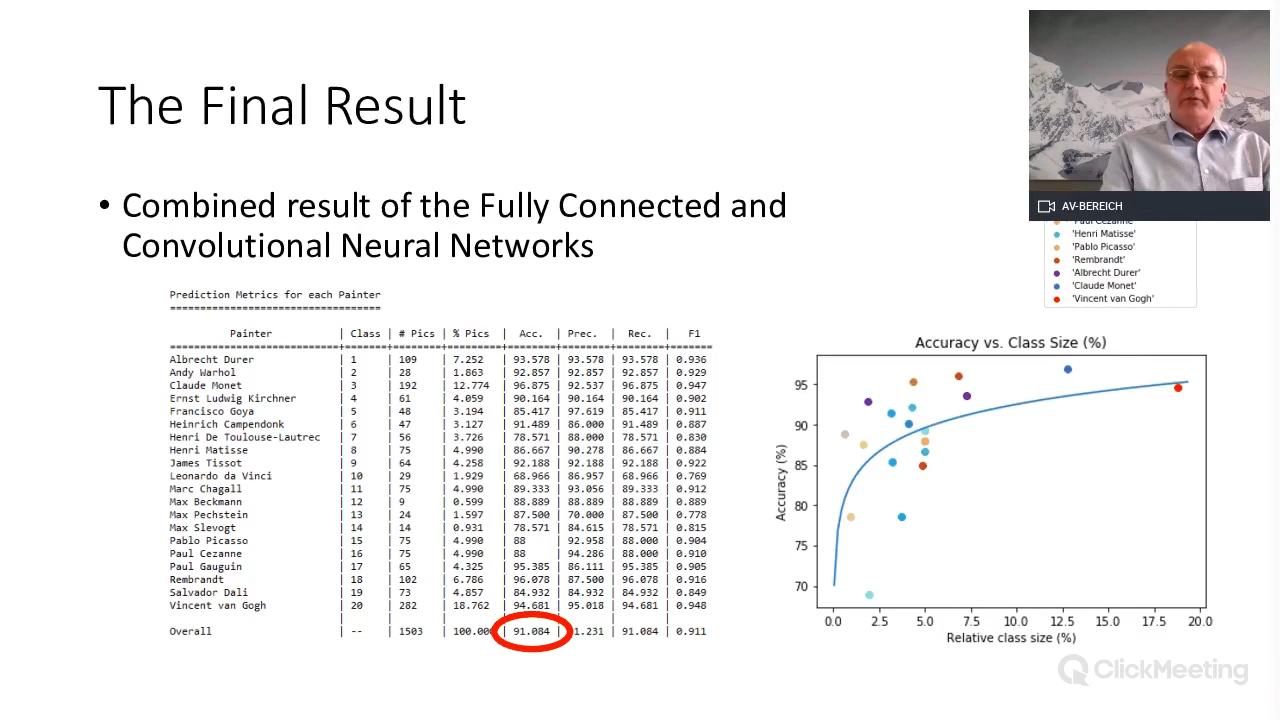 The Final Result
• Combined result of the Fully Connected and
Convolutional Neural Networks
Prediction Metrics for each Painter
===================================
Painter | Class | # Pics | % Pics | Acc. | Prec. | Rec. | F1
Albrecht Durer | 1 | 109 | 7.252 | 93.578 | 93.578 | 93.578 | 0.936
Andy Warhol | 2 | 28 | 1.863 | 92.857 | 92.857 | 92.857 | 0.929
Claude Monet | 3 | 192 | 12.774 | 96.875 | 92.537 | 96.875 | 0.947
Ernst Ludwig Kirchner | 4 | 61 | 4.059 | 90.164 | 90.164 | 90.164 | 0.902
Francisco Goya | 5 | 48 | 3.194 | 85.417 | 97.619 | 85.417 | 0.911
Heinrich Campendonk | 6 | 47 | 3.127 | 91.489 | 86.000 | 91.489 | 0.887
Henri De Toulouse-Lautrec | 7 | 56 | 3.726 | 78.571 | 88.000 | 78.571 | 0.830
Henri Matisse | 8 | 75 | 4.990 | 86.667 | 90.278 | 86.667 | 0.884
James Tissot | 9 | 64 | 4.258 | 92.188 | 92.188 | 92.188 | 0.922
Leonardo da Vinci | 10 | 29 | 1.929 | 68.966 | 86.957 | 68.966 | 0.769
Marc Chagall | 11 | 75 | 4.990 | 89.333 | 93.056 | 89.333 | 0.912
Max Beckmann | 12 | 9 | 0.599 | 88.889 | 88.889 | 88.889 | 0.889
Max Pechstein | 13 | 24 | 1.597 | 87.500 | 70.000 | 87.500 | 0.778
Max Slevogt | 14 | 14 | 0.931 | 78.571 | 84.615 | 78.571 | 0.815
Pablo Picasso | 15 | 75 | 4.990 | 88 | 92.958 | 88.000 | 0.904
Paul Cezanne | 16 | 75 | 4.990 | 88 | 94.286 | 88.000 | 0.910
Paul Gauguin | 17 | 65 | 4.325 | 95.385 | 86.111 | 95.385 | 0.905
Rembrandt | 18 | 102 | 6.786 | 96.078 | 87.500 | 96.078 | 0.916
Salvador Dali | 19 | 73 | 4.857 | 84.932 | 84.932 | 84.932 | 0.849
Vincent van Gogh | 20 | 282 | 18.762 | 94.681 | 95.018 | 94.681 | 0.948
Overall | -- | 1503 | 100.00 | 91.084 | 1.231 | 91.084 | 0.911
AV-BEREICH
'Paul Cezanne'
'Henri Matisse'
'Pablo Picasso'
'Rembrandt'
'Albrecht Durer'
'Claude Monet'
'Vincent van Gogh'
Accuracy vs. Class Size (%)
Accuracy (%)
95
90
85
80
75
70
0.0 2.5 5.0 7.5 10.0 12.5 15.0 17.5 20.0
Relative class size (%)
ClickMeeting